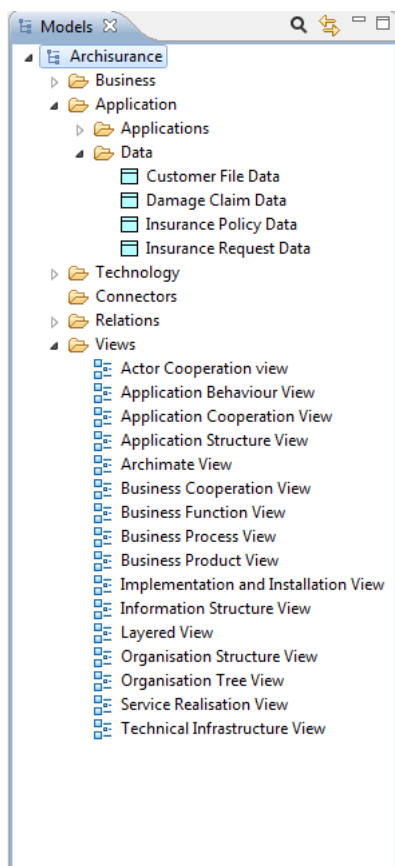 Models
Archisurance
Business
Application
Applications
Data
Customer File Data
Damage Claim Data
Insurance Policy Data
Insurance Request Data
Technology
Connectors
Relations
Views
Actor Cooperation view
Application Behaviour View
Application Cooperation View
Application Structure View
Archimate View
Business Cooperation View
Business Function View
Business Process View
Business Product View
Implementation and Installation View
Information Structure View
Layered View
Organisation Structure View
Organisation Tree View
Service Realisation View
Technical Infrastructure View